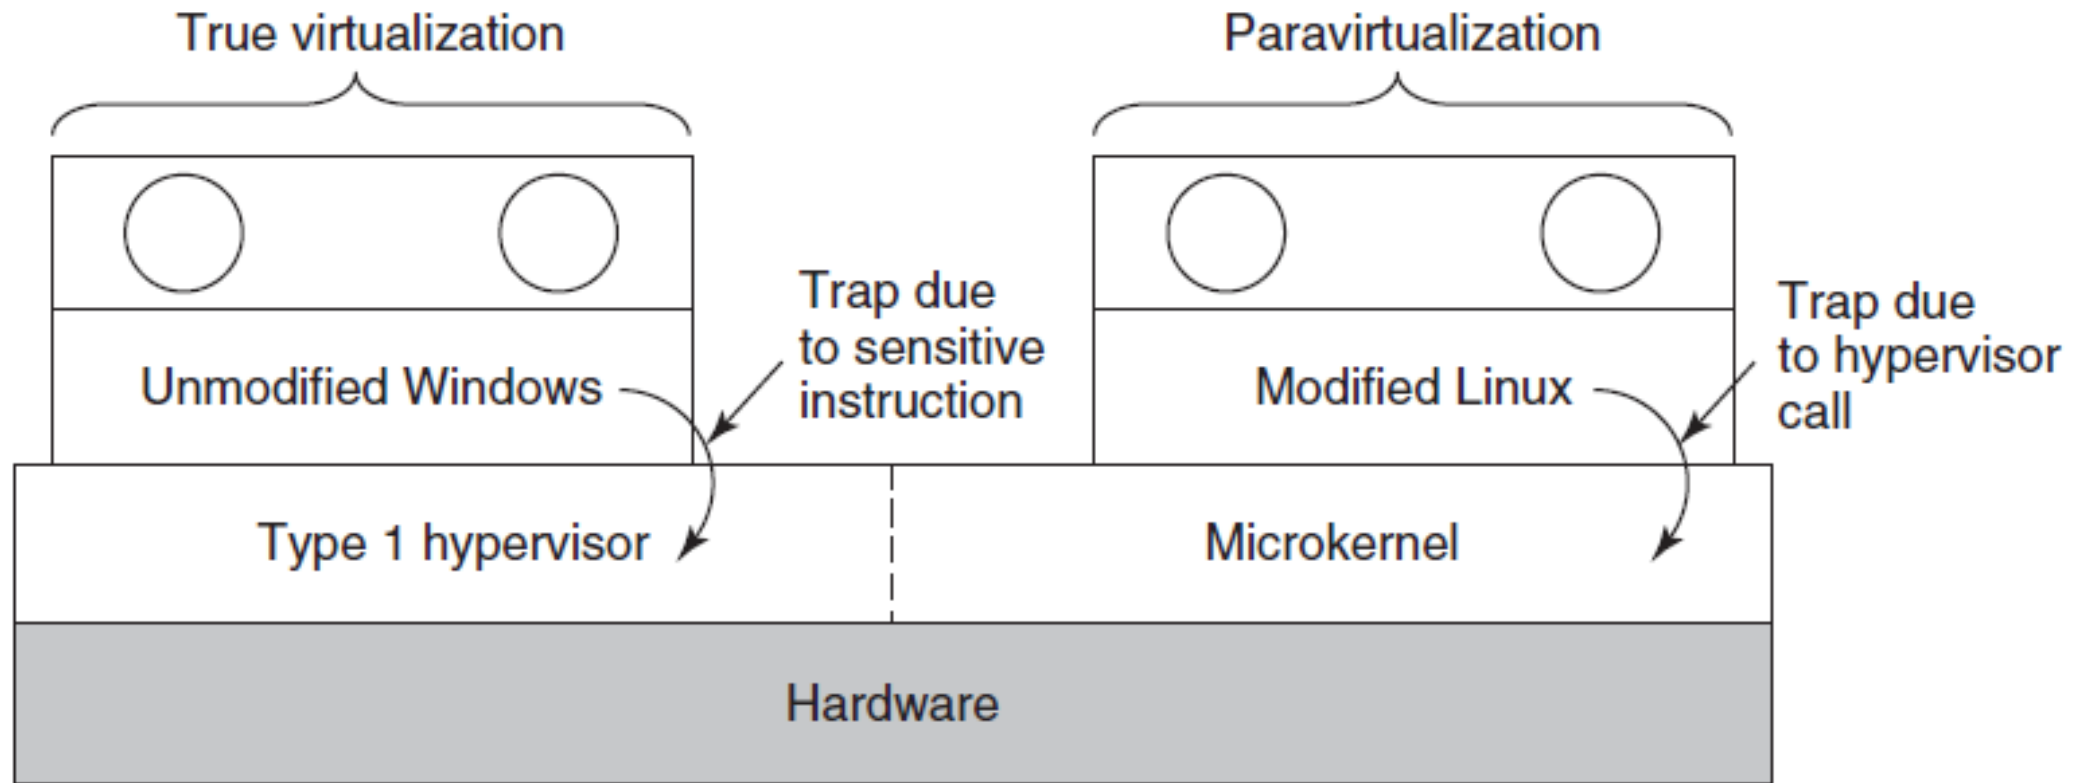 True virtualization
Paravirtualization
Trap due
to sensitive
instruction
Trap due
to hypervisor
call
Unmodified Windows
Modified Linux
Type 1 hypervisor
Microkernel
Hardware